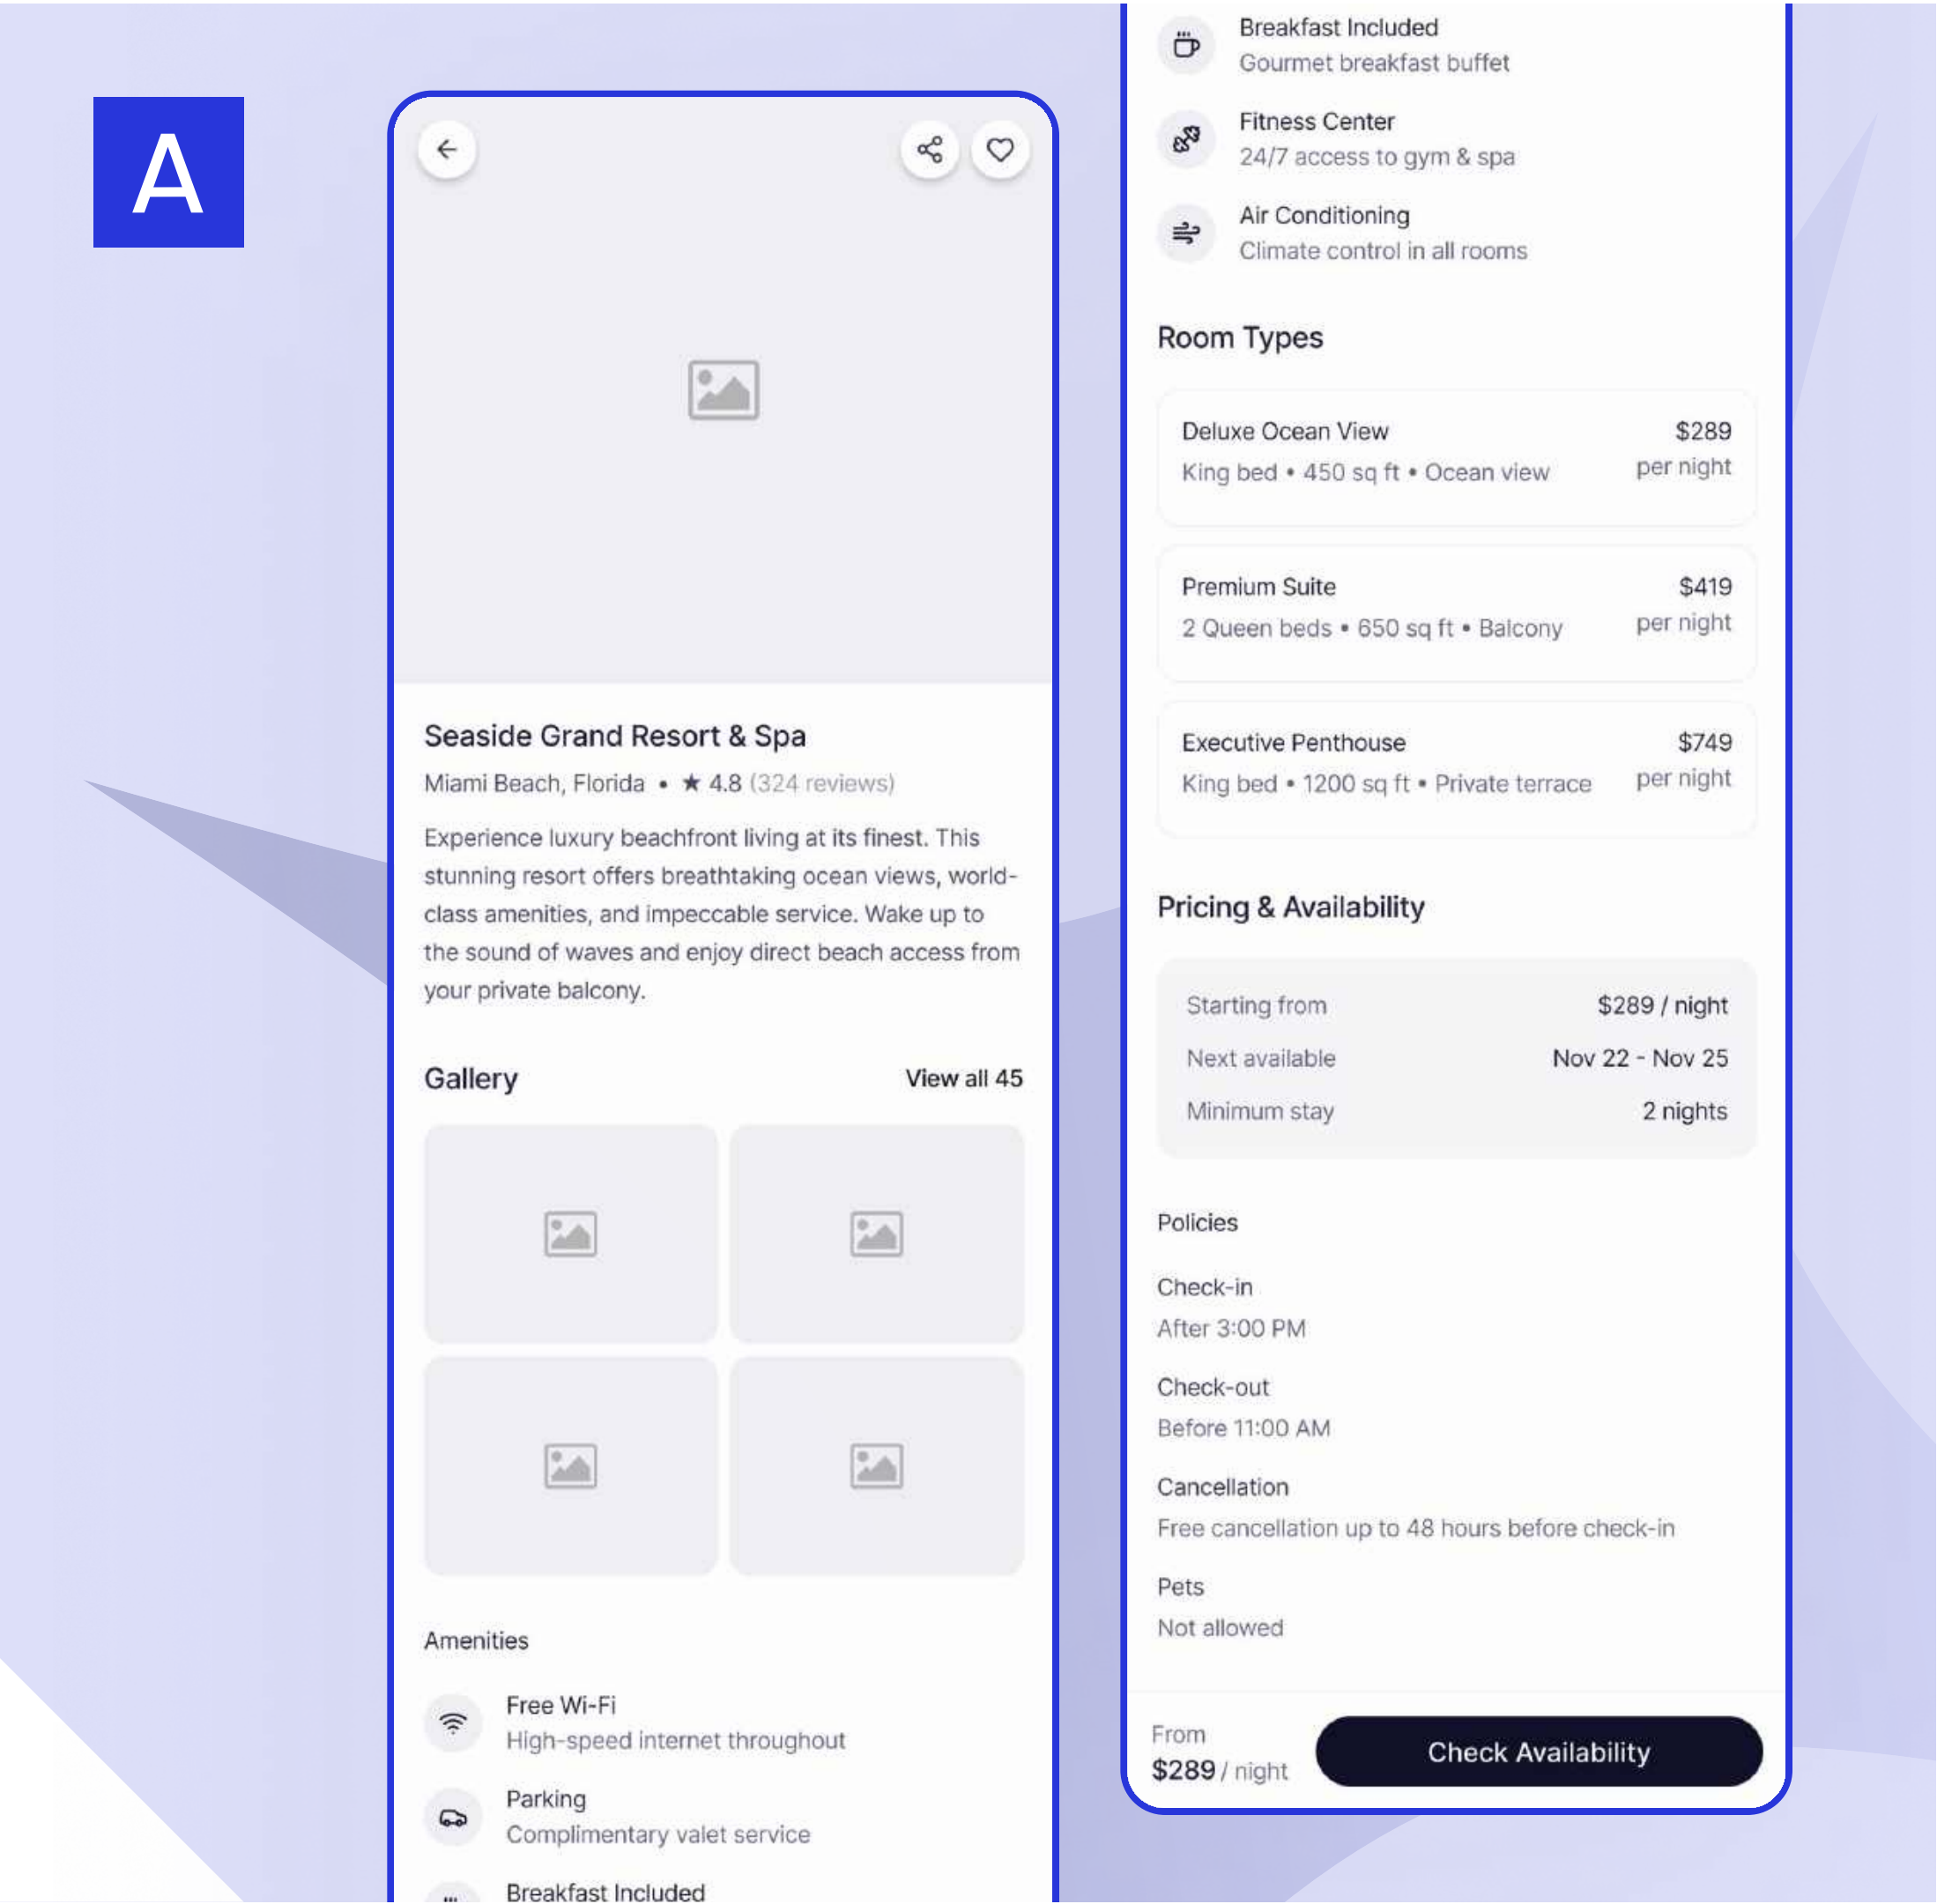 A
Seaside Grand Resort & Spa
Miami Beach, Florida • ★ 4.8 (324 reviews)
Experience luxury beachfront living at its finest. This
stunning resort offers breathtaking ocean views, world-
class amenities, and impeccable service. Wake up to
the sound of waves and enjoy direct beach access from
your private balcony.
Gallery View all 45
Amenities
Free Wi-Fi
High-speed internet throughout
Parking
Complimentary valet service
Breakfast Included
Breakfast Included
Gourmet breakfast buffet
Fitness Center
24/7 access to gym & spa
Air Conditioning
Climate control in all rooms
Room Types
Deluxe Ocean View $289
King bed • 450 sq ft • Ocean view per night
Premium Suite $419
2 Queen beds • 650 sq ft • Balcony per night
Executive Penthouse $749
King bed • 1200 sq ft • Private terrace per night
Pricing & Availability
Starting from $289 / night
Next available Nov 22 - Nov 25
Minimum stay 2 nights
Policies
Check-in
After 3:00 PM
Check-out
Before 11:00 AM
Cancellation
Free cancellation up to 48 hours before check-in
Pets
Not allowed
From
$289 / night
Check Availability